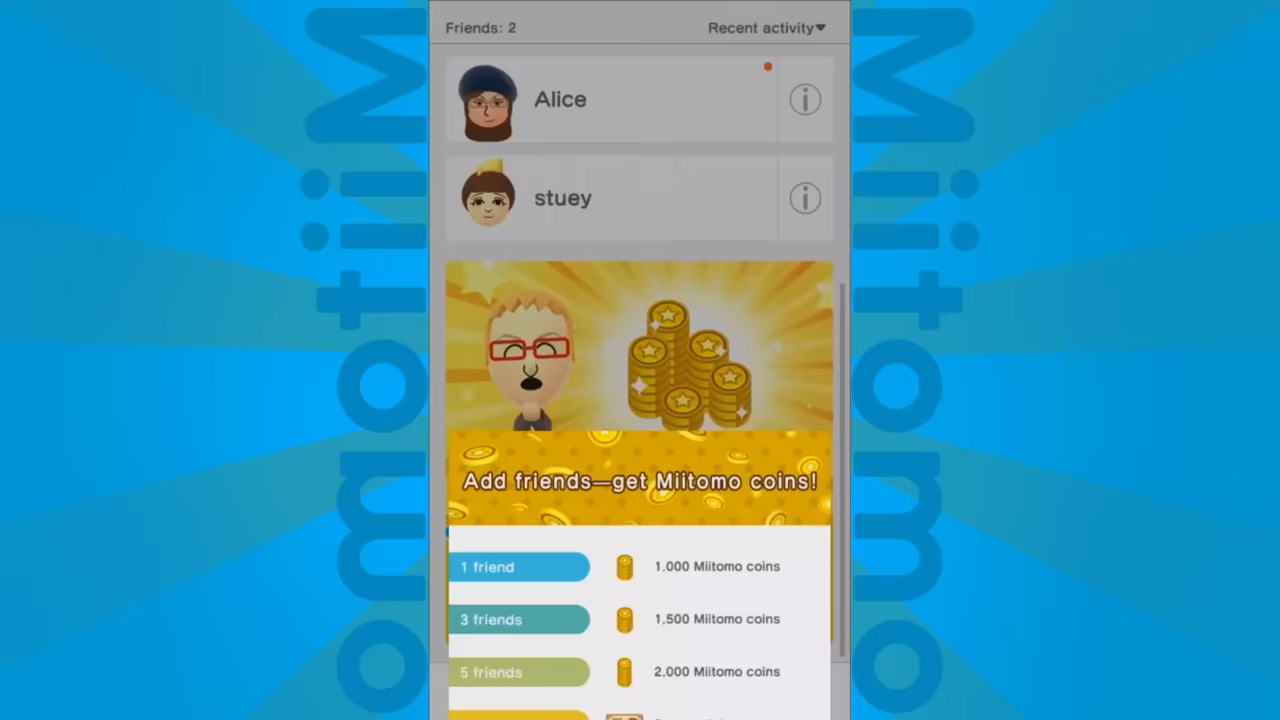 Friends: 2
Recent activity▼
Alice
stuey
Add friends—get Miitomo coins!
1 friend
1,000 Miitomo coins
3 friends
1,500 Miitomo coins
5 friends
2,000 Miitomo coins
Miitomo
Miitomo